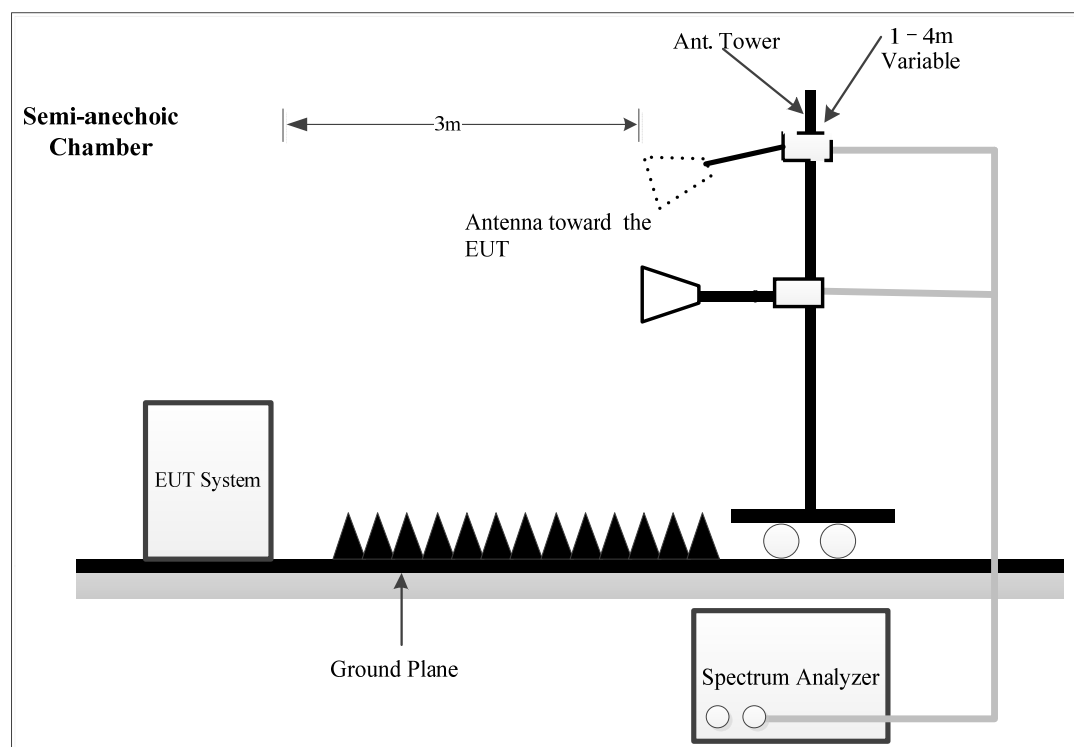 Ant. Tower
1 – 4m
Variable
Semi-anechoic
Chamber
3m
Antenna toward the
EUT
EUT System
Ground Plane
Spectrum Analyzer